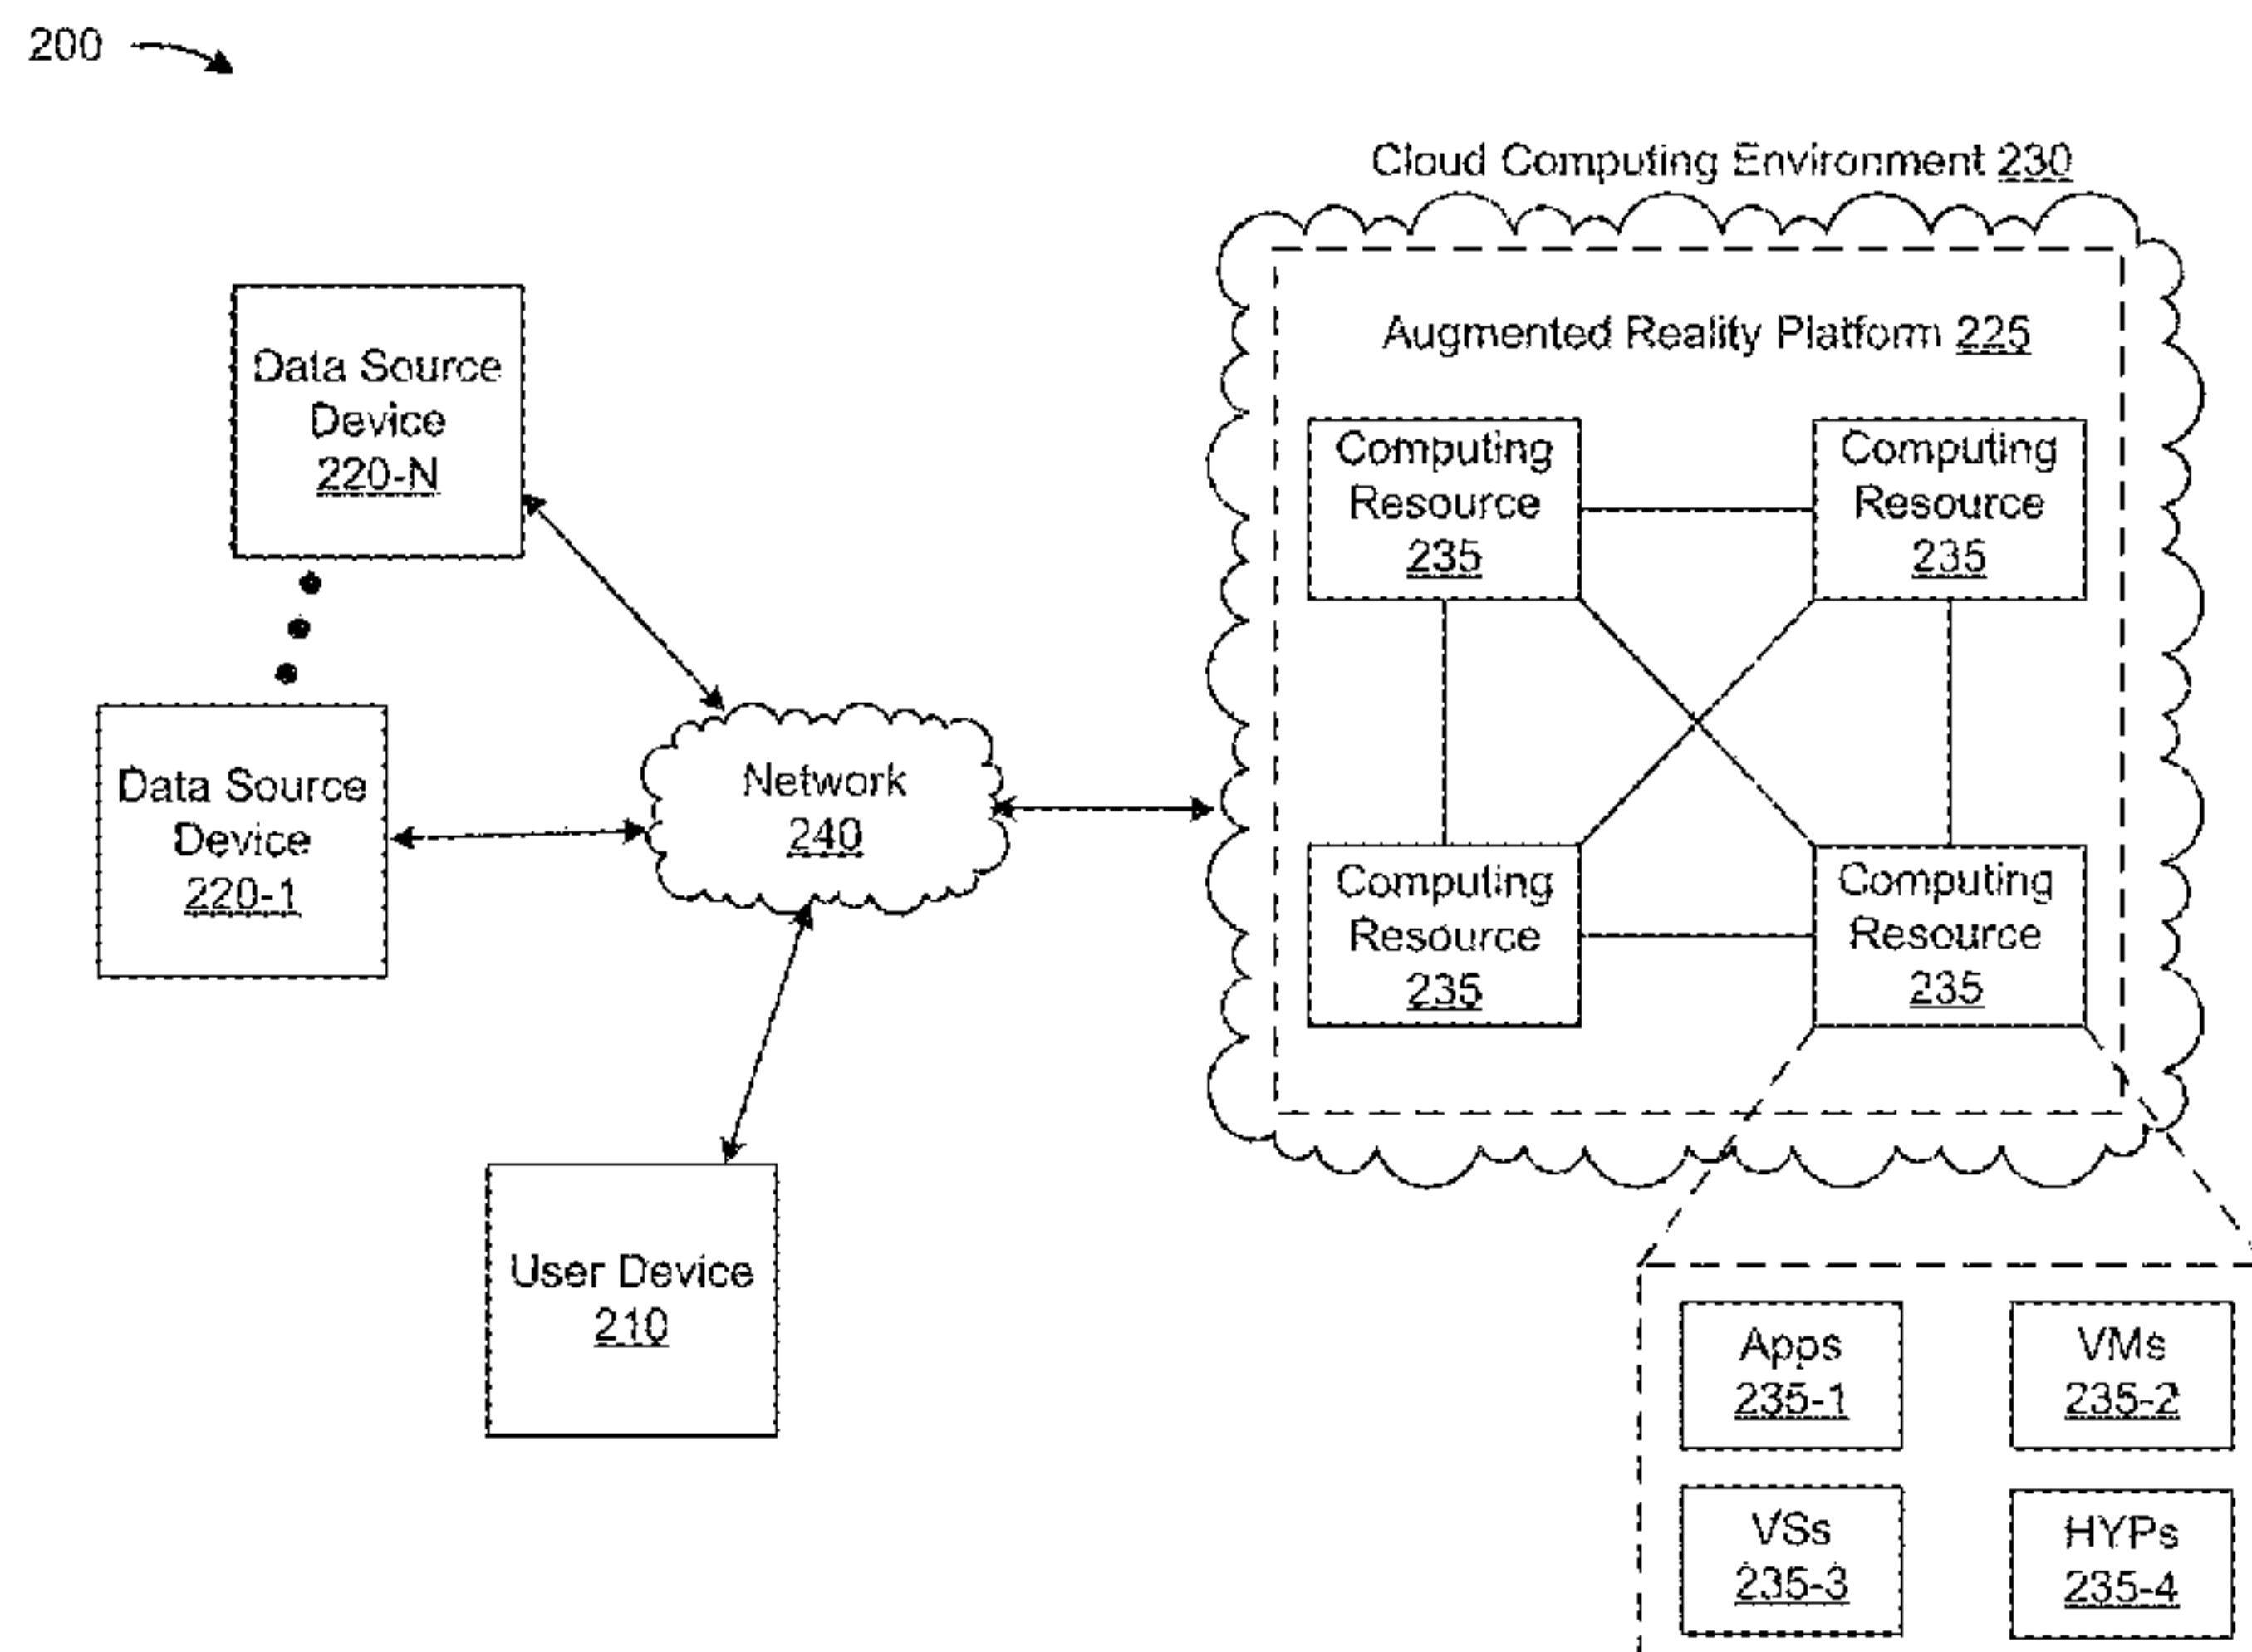 200
Cloud Computing Environment 230
Augmented Reality Platform 225
Data Source
Device
220-N
Computing
Resource
235
Computing
Resource
235
Data Source
Device
220-1
Network
240
Computing
Resource
235
Computing
Resource
235
User Device
210
Apps
235-1
VMs
235-2
VSs
235-3
HYPs
235-4